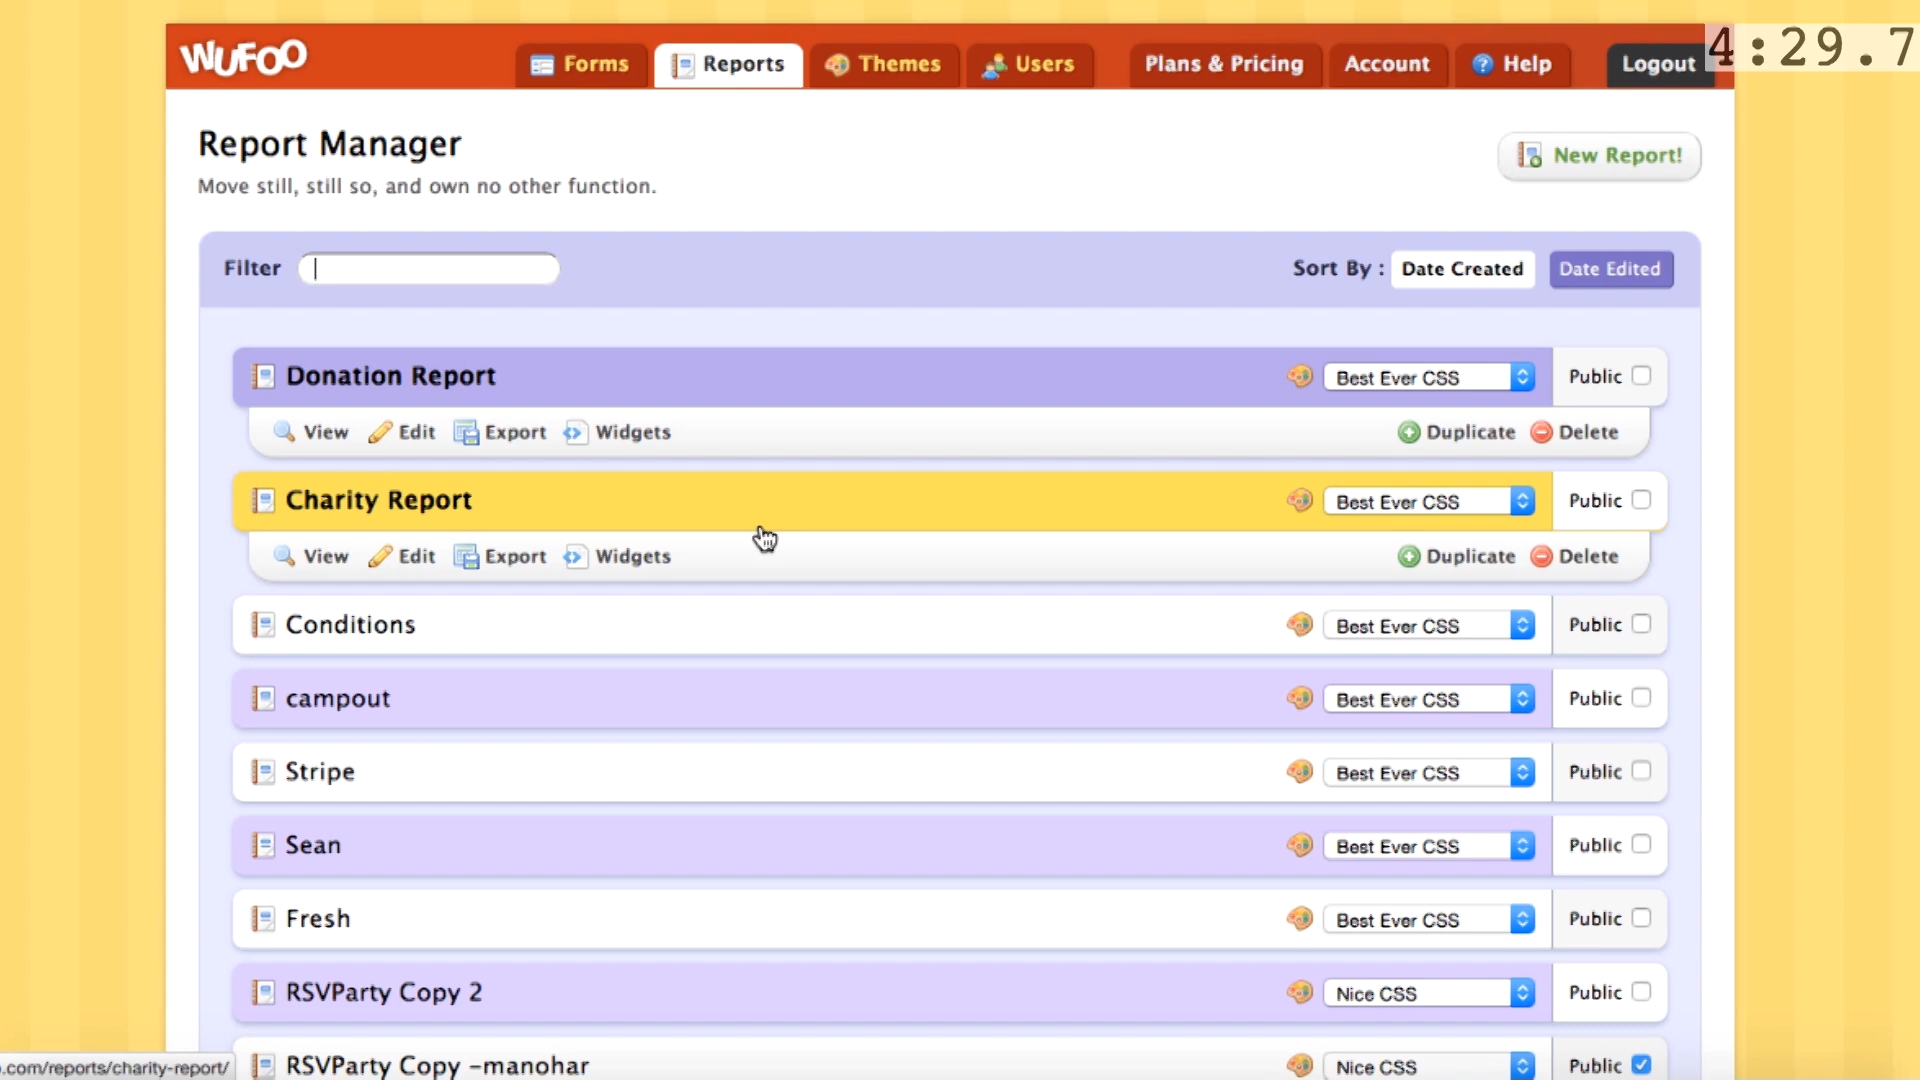 WUFOO Forms Reports Themes Users Plans & Pricing Account Help Logout 4:29.7
Report Manager
New Report!
Move still, still so, and own no other function.
Filter Sort By : Date Created Date Edited
Donation Report Best Ever CSS Public
View Edit Export Widgets Duplicate Delete
Charity Report Best Ever CSS Public
View Edit Export Widgets Duplicate Delete
Conditions Best Ever CSS Public
campout Best Ever CSS Public
Stripe Best Ever CSS Public
Sean Best Ever CSS Public
Fresh Best Ever CSS Public
RSVParty Copy 2 Nice CSS Public
.com/reports/charity-report/ RSVParty Copy -manohar Nice CSS Public